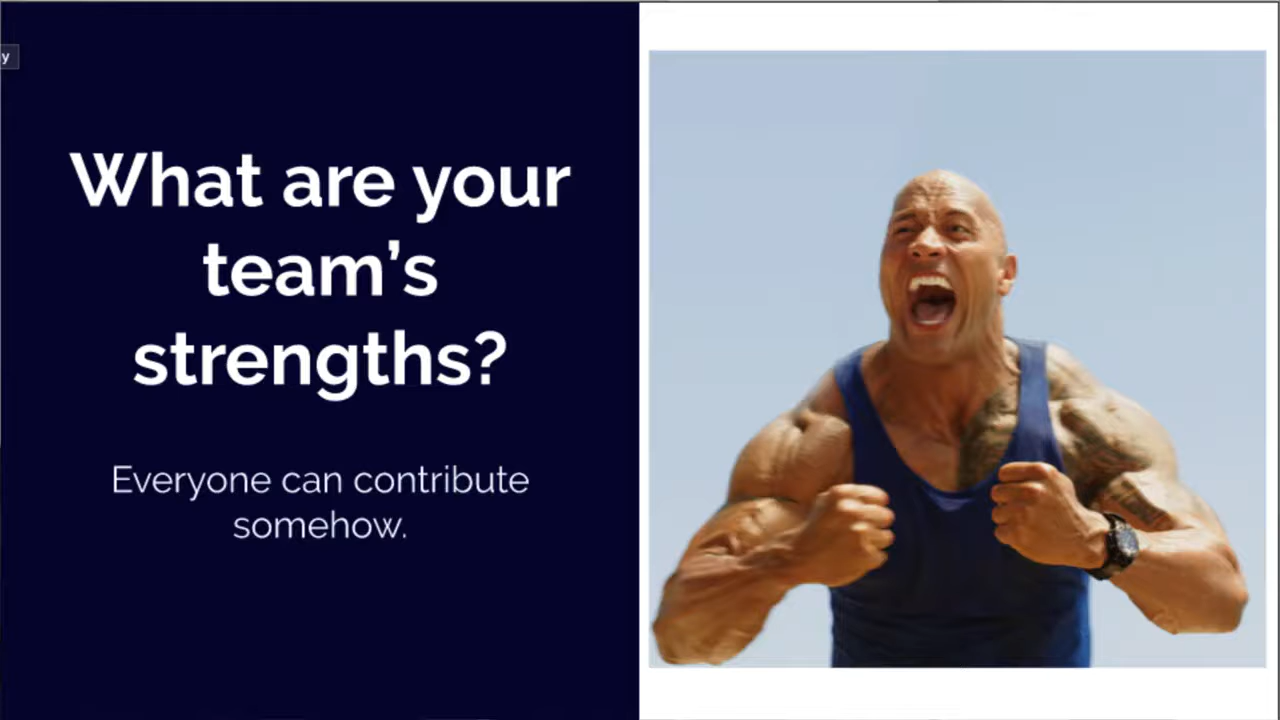 y
What are your
team’s
strengths?
Everyone can contribute
somehow.